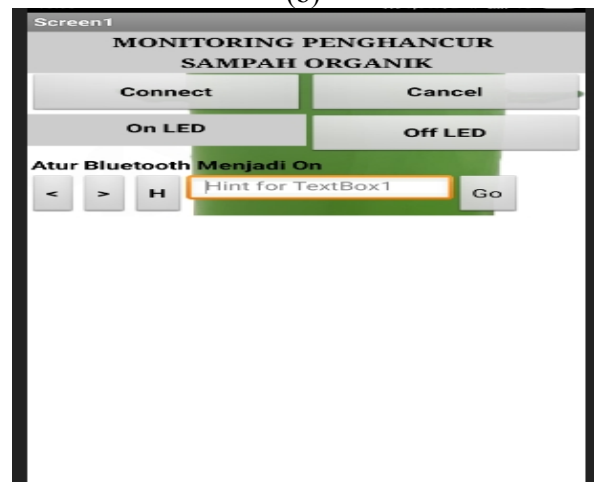 Screen1
MONITORING PENGHANCUR
SAMPAH ORGANIK
Connect Cancel
On LED Off LED
Atur Bluetooth Menjadi On
< > H Hint for TextBox1 Go